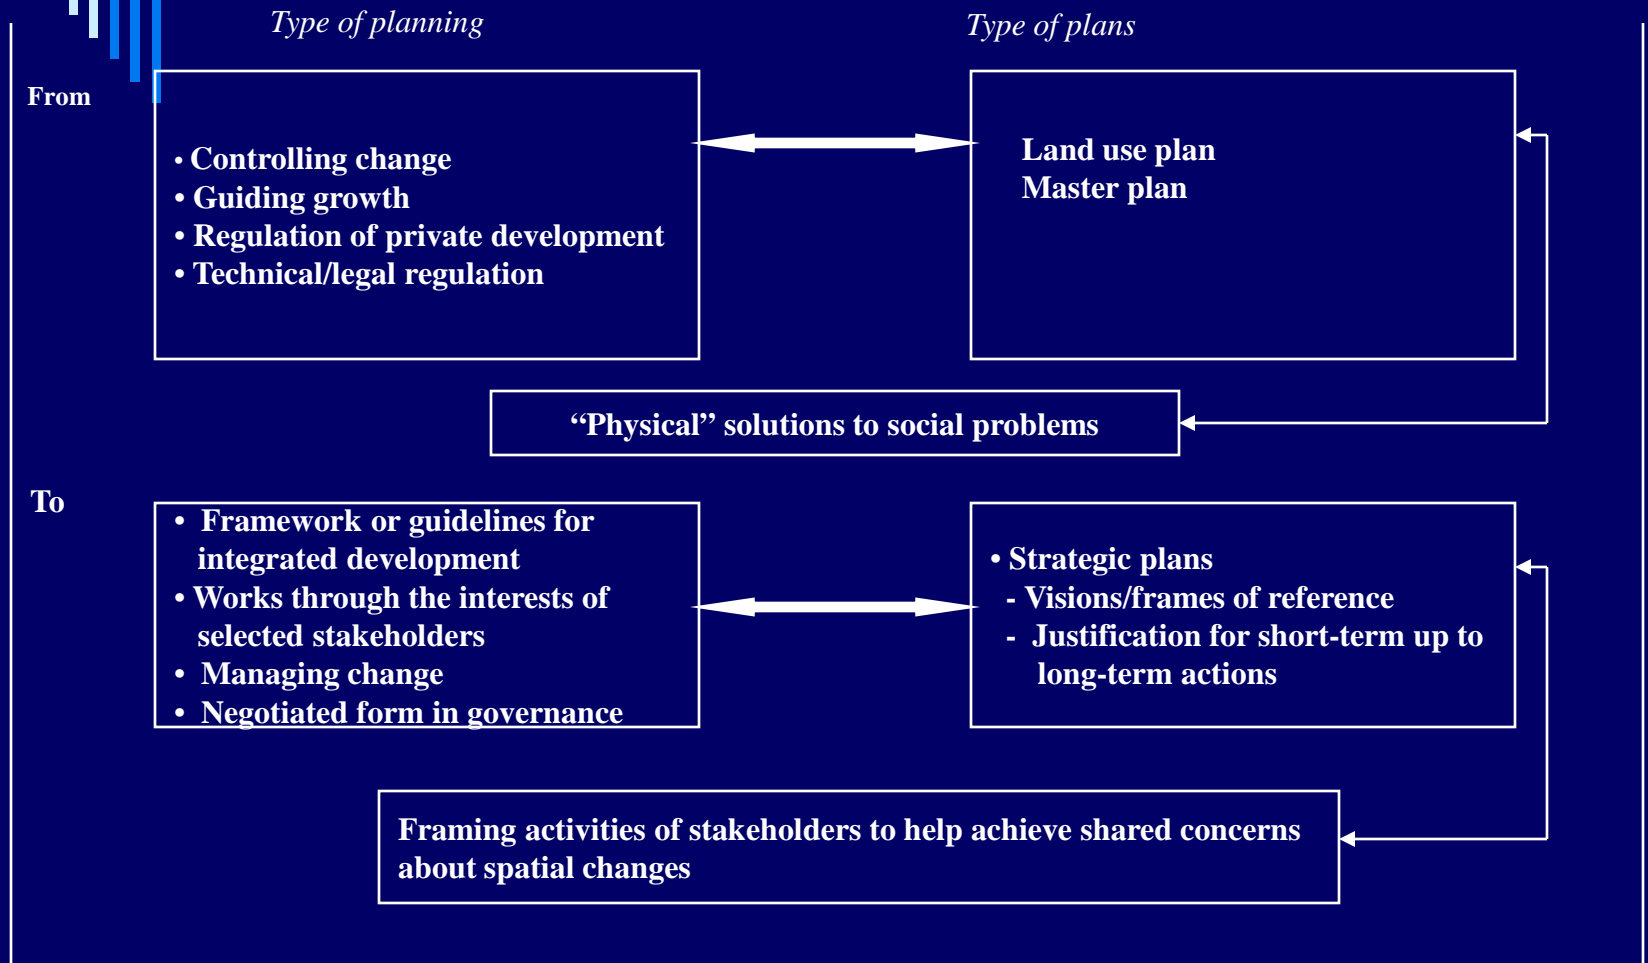 Type of planning
Type of plans
From
• Controlling change
• Guiding growth
• Regulation of private development
• Technical/legal regulation
Land use plan
Master plan
“Physical” solutions to social problems
To
• Framework or guidelines for
integrated development
• Works through the interests of
selected stakeholders
• Managing change
• Negotiated form in governance
• Strategic plans
- Visions/frames of reference
- Justification for short-term up to
long-term actions
Framing activities of stakeholders to help achieve shared concerns
about spatial changes